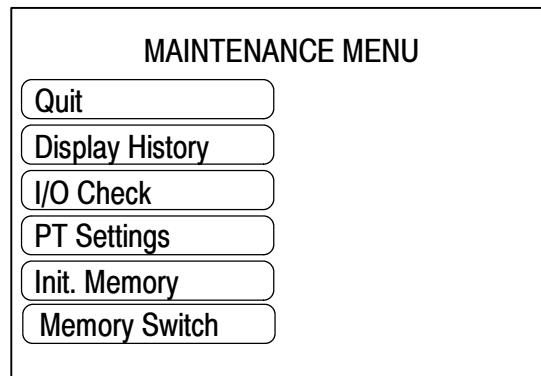 MAINTENANCE MENU
Quit
Display History
I/O Check
PT Settings
Init. Memory
Memory Switch